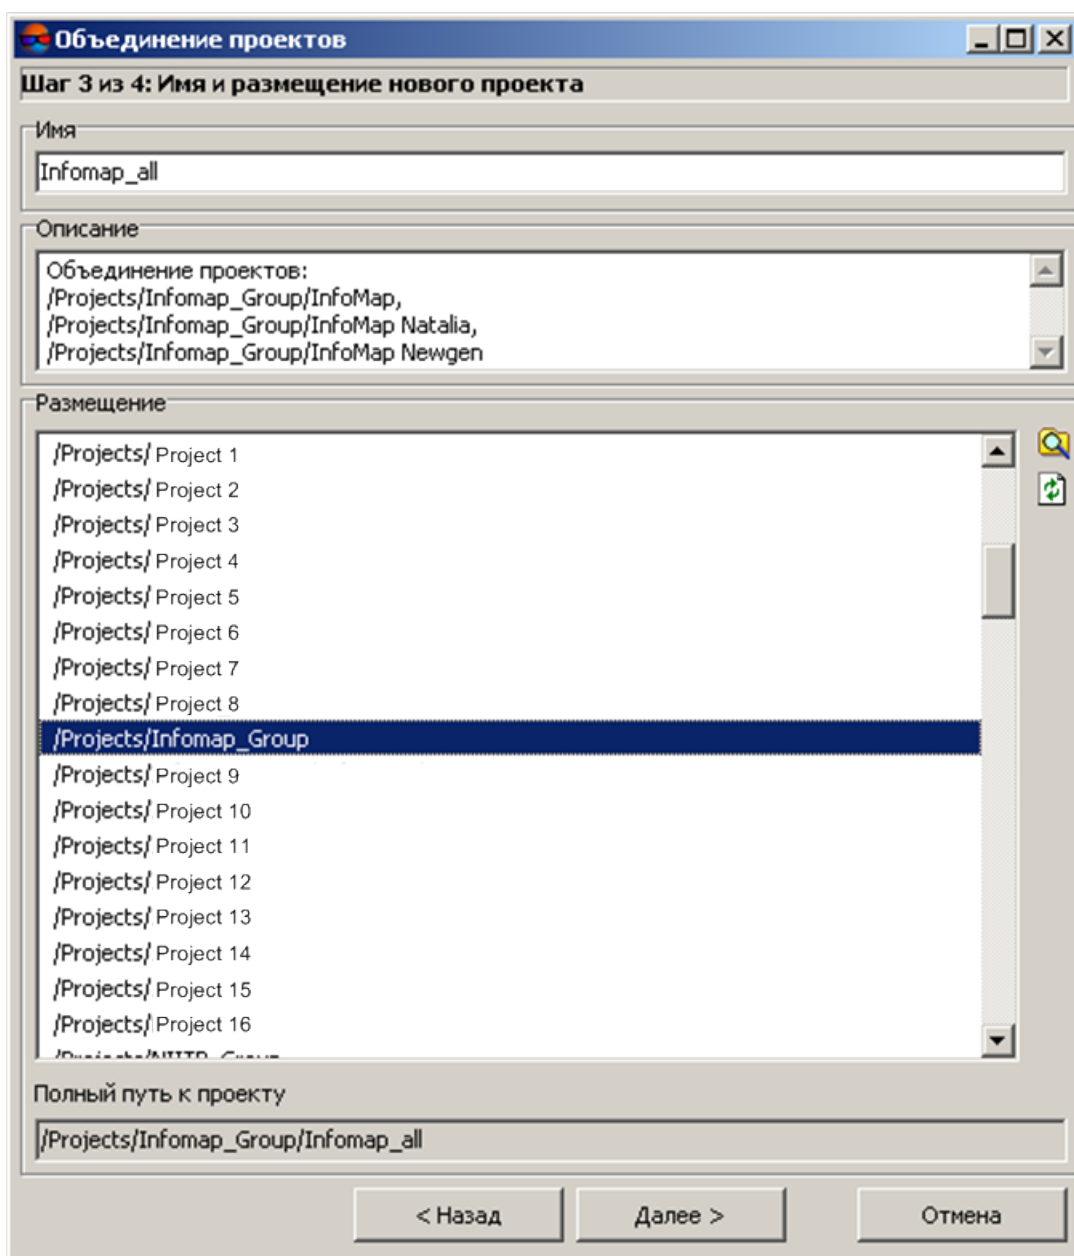 Объединение проектов
Шаг 3 из 4: Имя и размещение нового проекта
Имя
Infomap_all
Описание
Объединение проектов:
/Projects/Infomap_Group/InfoMap,
/Projects/Infomap_Group/InfoMap Natalia,
/Projects/Infomap_Group/InfoMap Newgen
Размещение
/Projects/ Project 1
/Projects/ Project 2
/Projects/ Project 3
/Projects/ Project 4
/Projects/ Project 5
/Projects/ Project 6
/Projects/ Project 7
/Projects/ Project 8
/Projects/Infomap_Group
/Projects/ Project 9
/Projects/ Project 10
/Projects/ Project 11
/Projects/ Project 12
/Projects/ Project 13
/Projects/ Project 14
/Projects/ Project 15
/Projects/ Project 16
Полный путь к проекту
/Projects/Infomap_Group/Infomap_all
< Назад
Далее >
Отмена